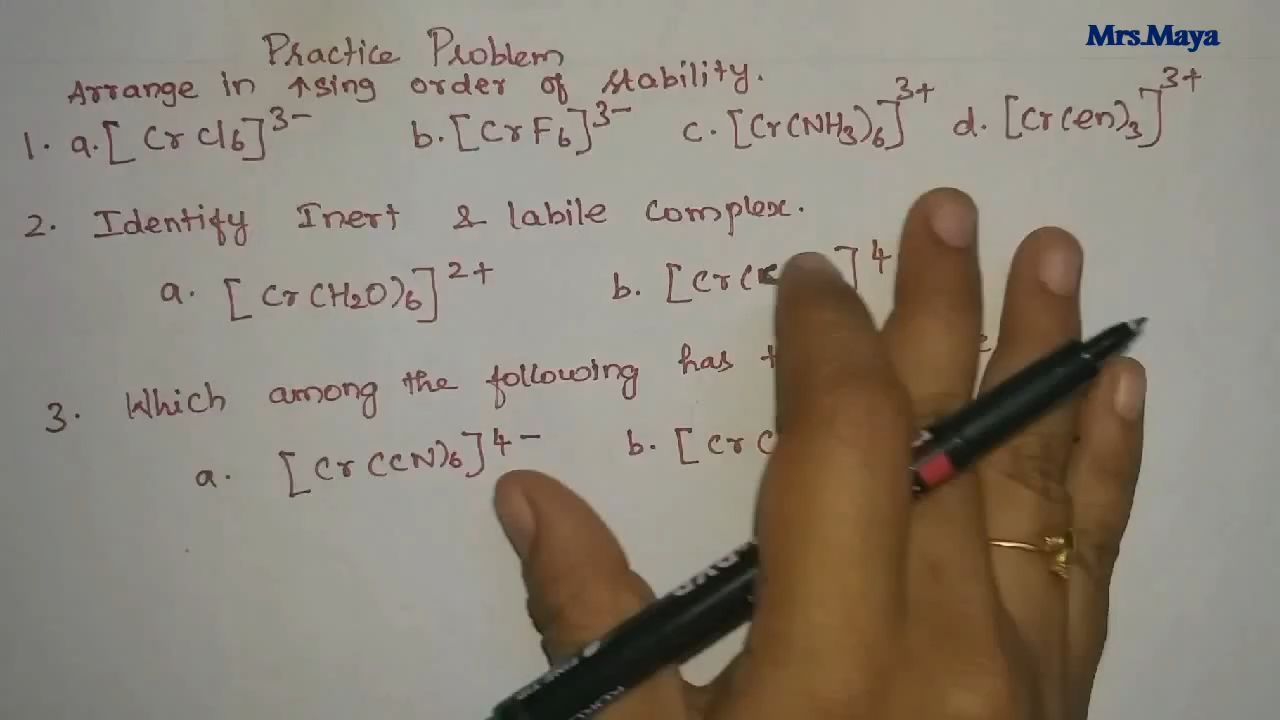 Mrs.Maya
Practice Problem
Arrange in ↑sing order of stability.
1. a. [CrCl6]3- b. [CrF6]3- c. [Cr(NH3)6]3+ d. [Cr(en)3]3+
2. Identify Inert & labile complex.
a. [Cr(H2O)6]2+ b. [Cr( ]4
3. Which among the following has
a. [Cr(CN)6]4- b. [Cr(